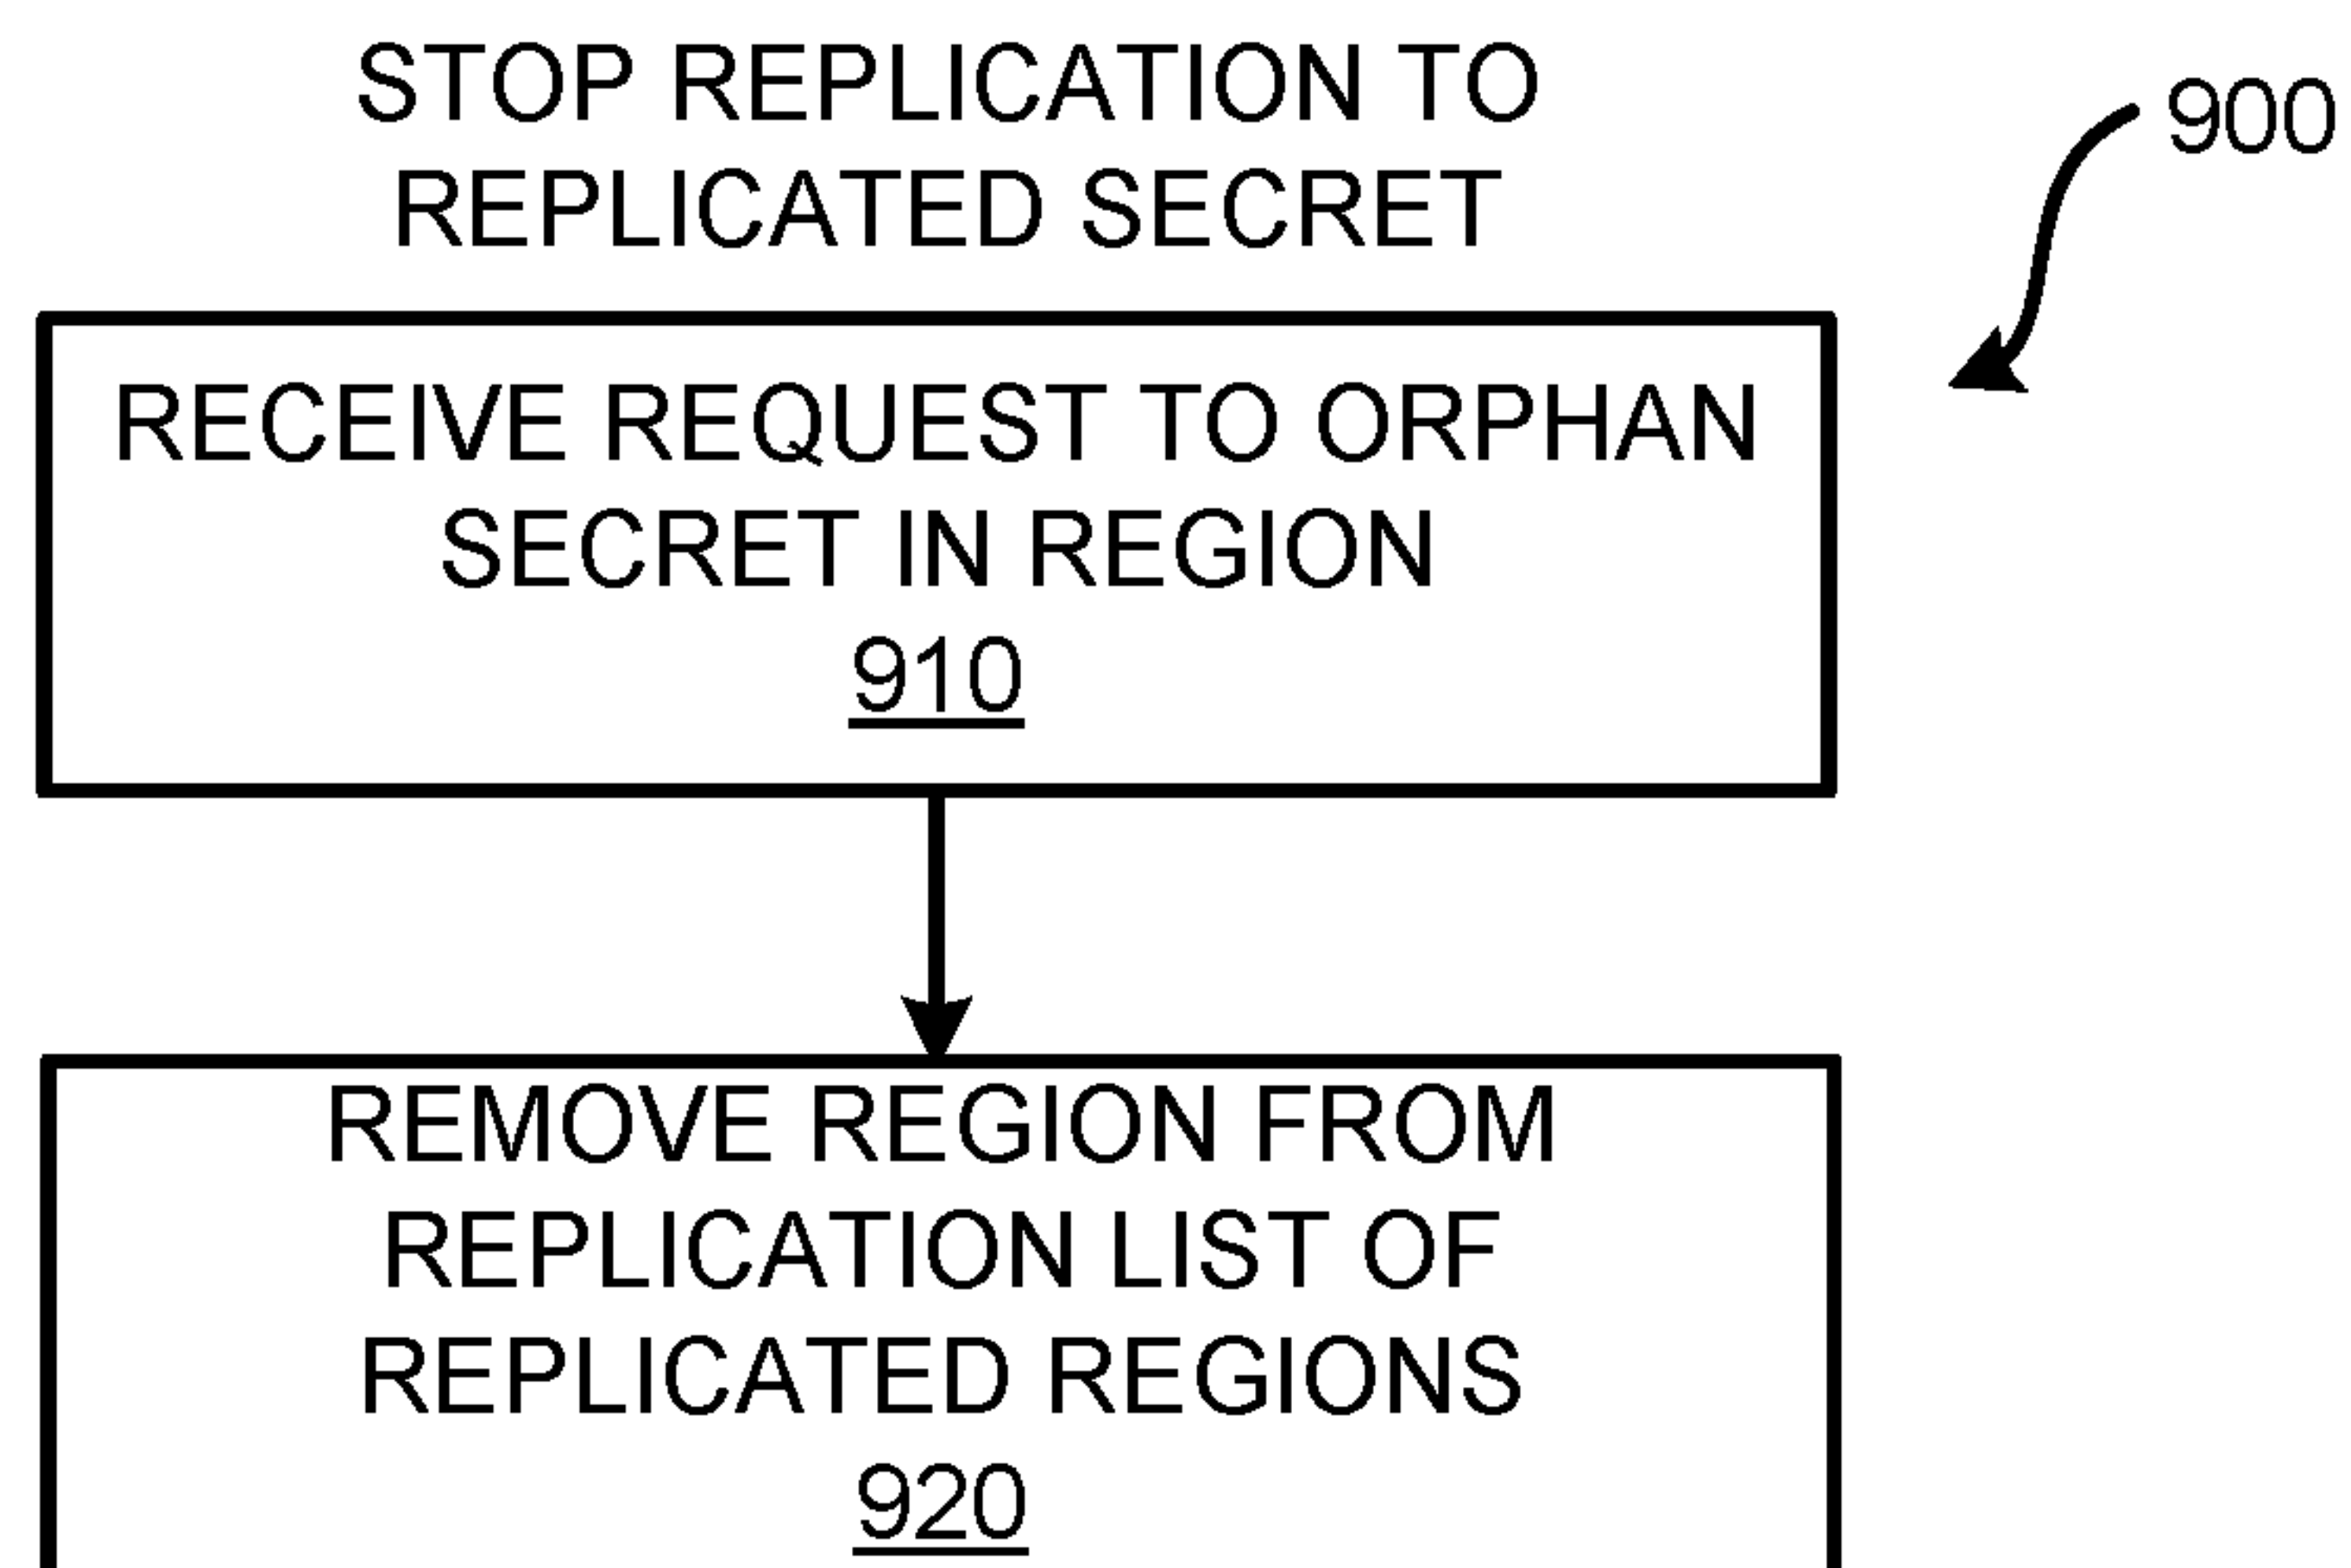 STOP REPLICATION TO
REPLICATED SECRET
900
RECEIVE REQUEST TO ORPHAN
SECRET IN REGION
910
REMOVE REGION FROM
REPLICATION LIST OF
REPLICATED REGIONS
920